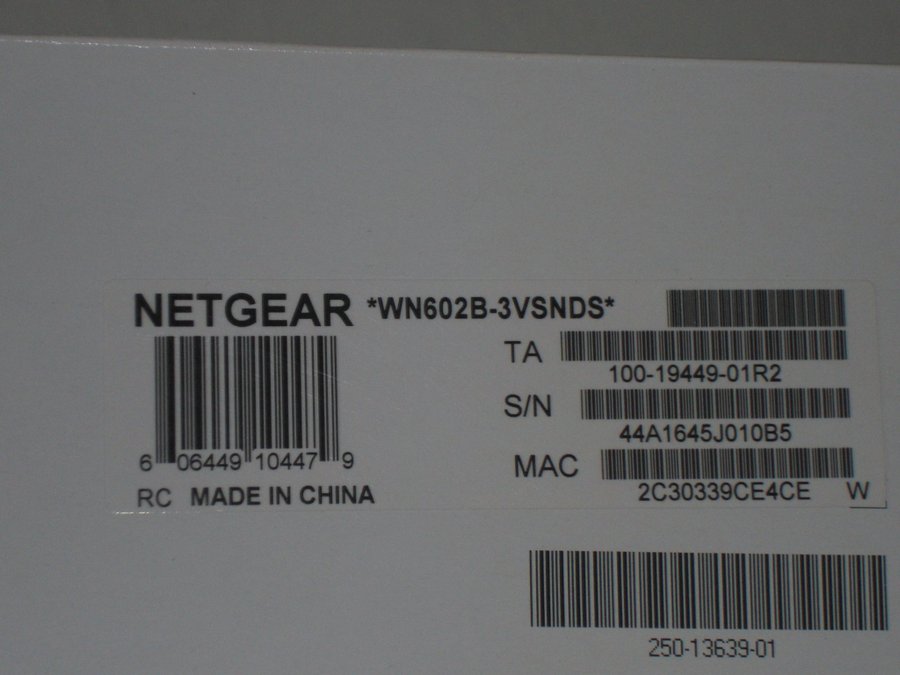 NETGEAR *WN602B-3VSNDS*
TA
100-19449-01R2
S/N
44A1645J010B5
MAC
2C30339CE4CE W
6 06449 10447 9
RC MADE IN CHINA
250-13639-01